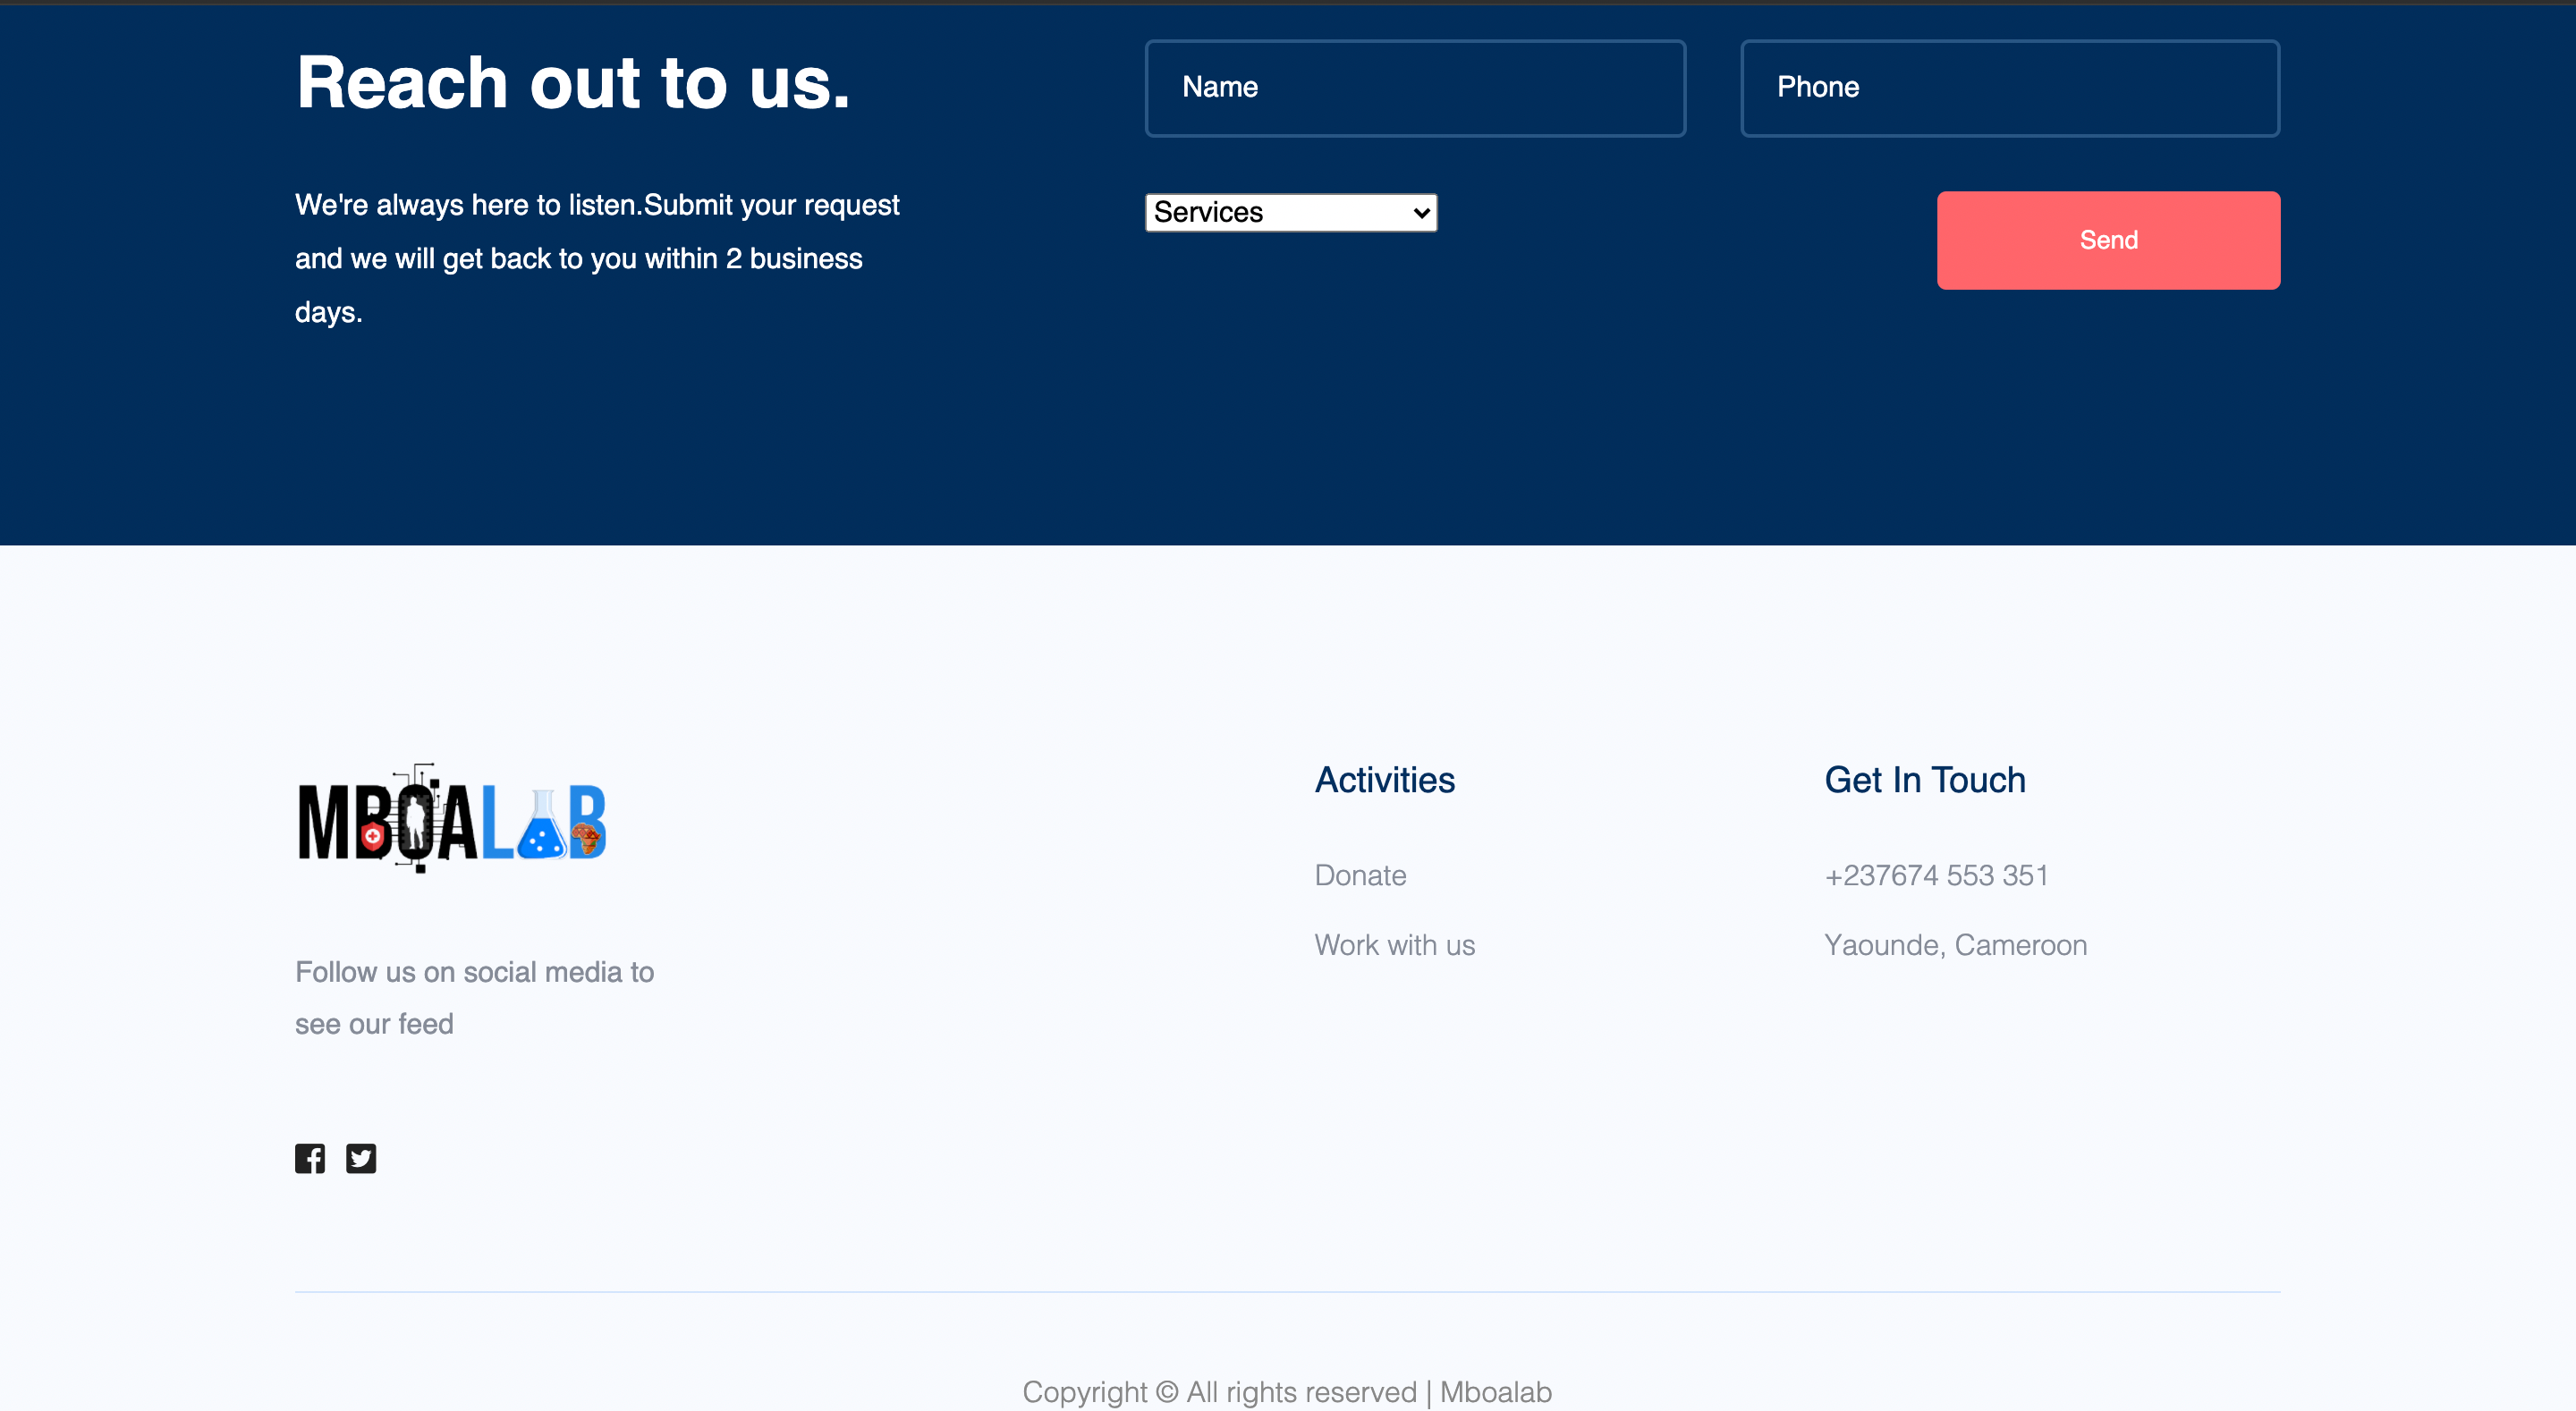 Reach out to us.
We're always here to listen.Submit your request
and we will get back to you within 2 business
days.
Name
Phone
Services
Send
MBOALAB
Follow us on social media to
see our feed
Activities
Donate
Work with us
Get In Touch
+237674 553 351
Yaounde, Cameroon
Copyright © All rights reserved | Mboalab